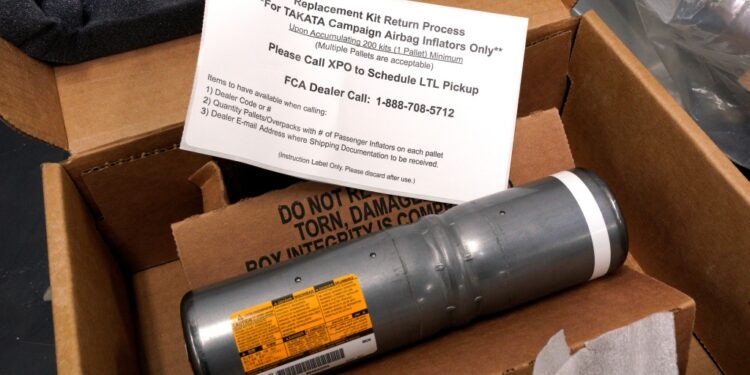 Replacement Kit Return Process
*For TAKATA Campaign Airbag Inflators Only**
Upon Accumulating 200 kits (1 Pallet) Minimum
(Multiple Pallets are acceptable)
Please Call XPO to Schedule LTL Pickup
FCA Dealer Call: 1-888-708-5712
Items to have available when calling:
1) Dealer Code or #
2) Quantity Pallets/Overpacks with # of Passenger Inflators on each pallet
3) Dealer E-mail Address where Shipping Documentation to be received.
(Instruction Label Only. Please discard after use.)
DO NOT
TORN, DAMAG
BOX INTEGRITY IS COMP